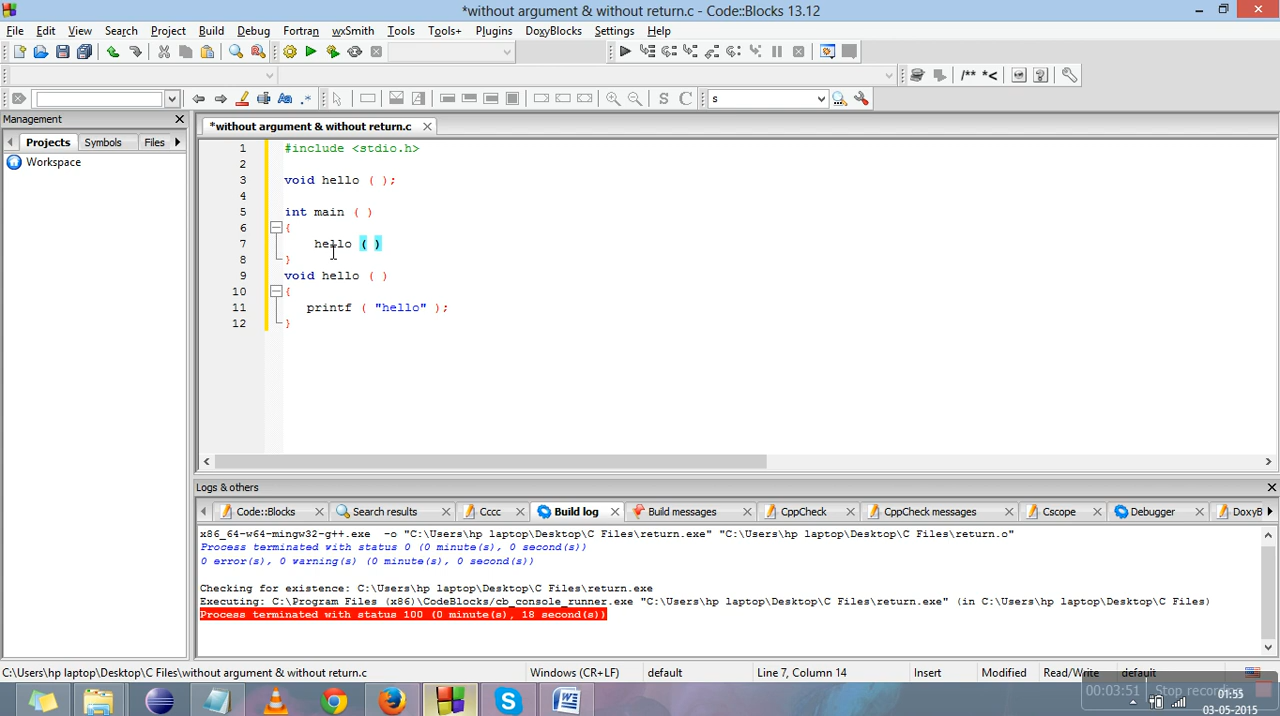 *without argument & without return.c - Code::Blocks 13.12
File Edit View Search Project Build Debug Fortran wxSmith Tools Tools+ Plugins DoxyBlocks Settings Help
/** *<
S C s
Management
*without argument & without return.c
Projects Symbols Files
Workspace
1 #include <stdio.h>
2
3 void hello ( );
4
5 int main ( )
6 {
7 hello ( )
8 }
9 void hello ( )
10 {
11 printf ( "hello" );
12 }
Logs & others
Code::Blocks Search results Cccc Build log Build messages CppCheck CppCheck messages Cscope Debugger DoxyB
x86_64-w64-mingw32-g++.exe -o "C:\Users\hp laptop\Desktop\C Files\return.exe" "C:\Users\hp laptop\Desktop\C Files\return.o"
Process terminated with status 0 (0 minute(s), 0 second(s))
0 error(s), 0 warning(s) (0 minute(s), 0 second(s))
Checking for existence: C:\Users\hp laptop\Desktop\C Files\return.exe
Executing: C:\Program Files (x86)\CodeBlocks/cb_console_runner.exe "C:\Users\hp laptop\Desktop\C Files\return.exe" (in C:\Users\hp laptop\Desktop\C Files)
Process terminated with status 100 (0 minute(s), 18 second(s))
C:\Users\hp laptop\Desktop\C Files\without argument & without return.c Windows (CR+LF) default Line 7, Column 14 Insert Modified Read/Write default
00:03:51 Stop
01:55
03-05-2015